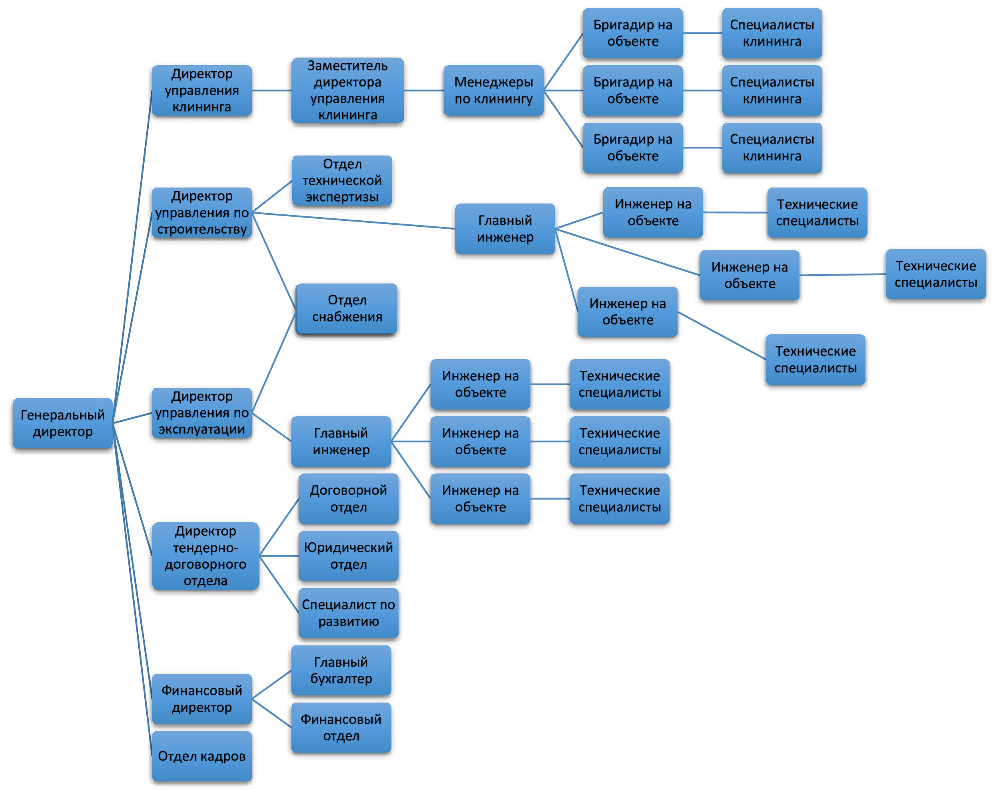 Генеральный
директор
Директор
управления
клининга
Заместитель
директора
управления
клининга
Менеджеры
по клинингу
Бригадир на
объекте
Специалисты
клининга
Бригадир на
объекте
Специалисты
клининга
Бригадир на
объекте
Специалисты
клининга
Директор
управления по
строительству
Отдел
технической
экспертизы
Главный
инженер
Инженер на
объекте
Технические
специалисты
Инженер на
объекте
Технические
специалисты
Инженер на
объекте
Технические
специалисты
Отдел
снабжения
Директор
управления по
эксплуатации
Главный
инженер
Инженер на
объекте
Технические
специалисты
Инженер на
объекте
Технические
специалисты
Инженер на
объекте
Технические
специалисты
Директор
тендерно-
договорного
отдела
Договорной
отдел
Юридический
отдел
Специалист по
развитию
Финансовый
директор
Главный
бухгалтер
Финансовый
отдел
Отдел кадров